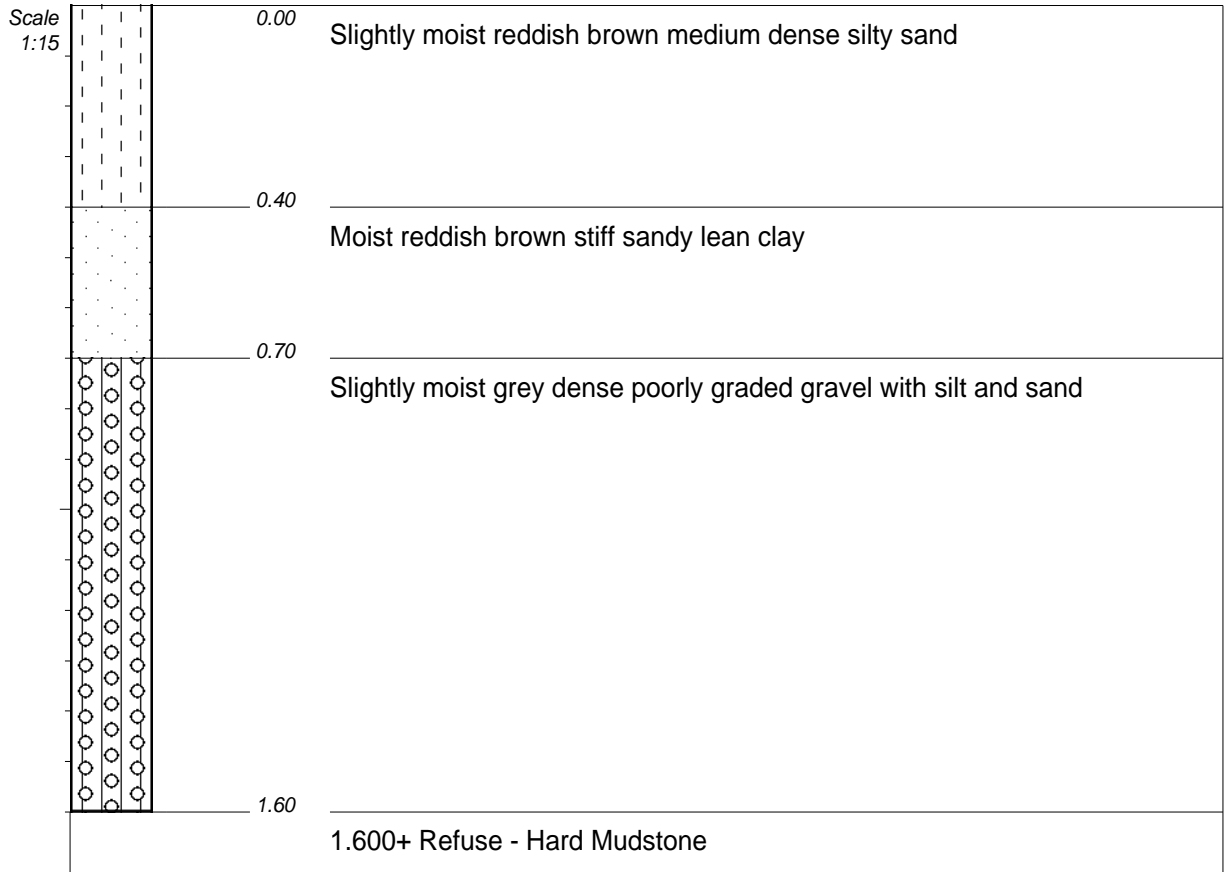 Scale
1:15
0.00
Slightly moist reddish brown medium dense silty sand
0.40
Moist reddish brown stiff sandy lean clay
0.70
Slightly moist grey dense poorly graded gravel with silt and sand
1.60
1.600+ Refuse - Hard Mudstone